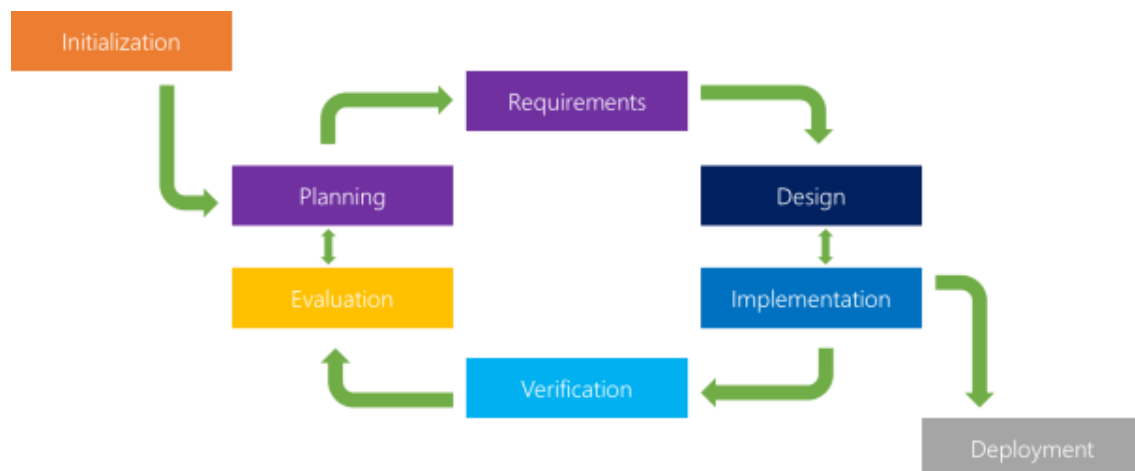 Initialization
Requirements
Planning
Design
Evaluation
Implementation
Verification
Deployment